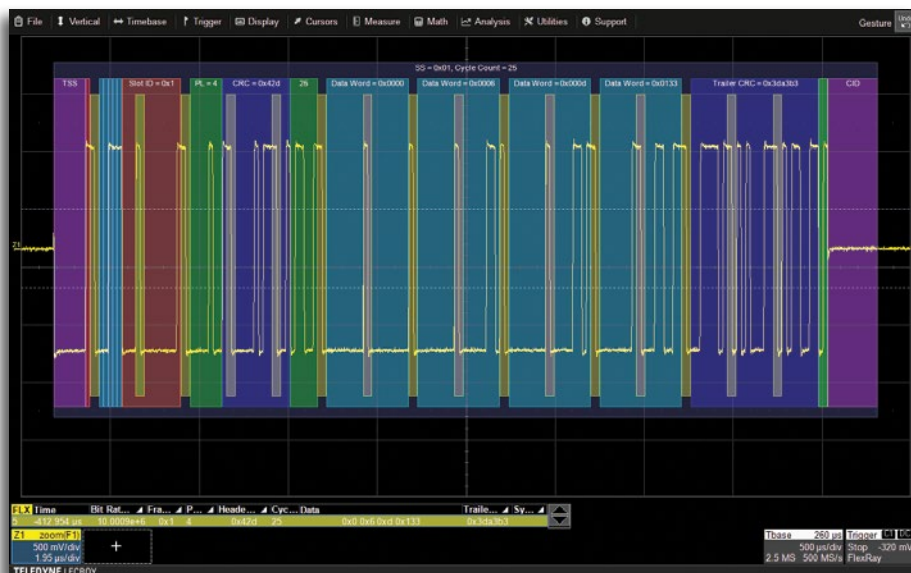 File Vertical Timebase Trigger Display Cursors Measure Math Analysis Utilities Support Gesture Undo
SS = 0x01, Cycle Count = 25
TSS Slot ID = 0x1 PL = 4 CRC = 0x42d 25 Data Word = 0x0000 Data Word = 0x0006 Data Word = 0x000d Data Word = 0x0133 Trailer CRC = 0x3da3b3 CID
Z1
FLX Time Bit Rat... Fra... P... Heade... Cyc... Data Traile... Sy...
5 -412.954 µs 10.0009e+6 0x1 4 0x42d 25 0x0 0x6 0xd 0x133 0x3da3b3
Z1 zoom(F1)
500 mV/div
1.95 µs/div
+
Tbase 260 µs
500 µs/div
2.5 MS 500 MS/s
Trigger C1 DC
Stop -320 mV
FlexRay
TELEDYNE LECROY